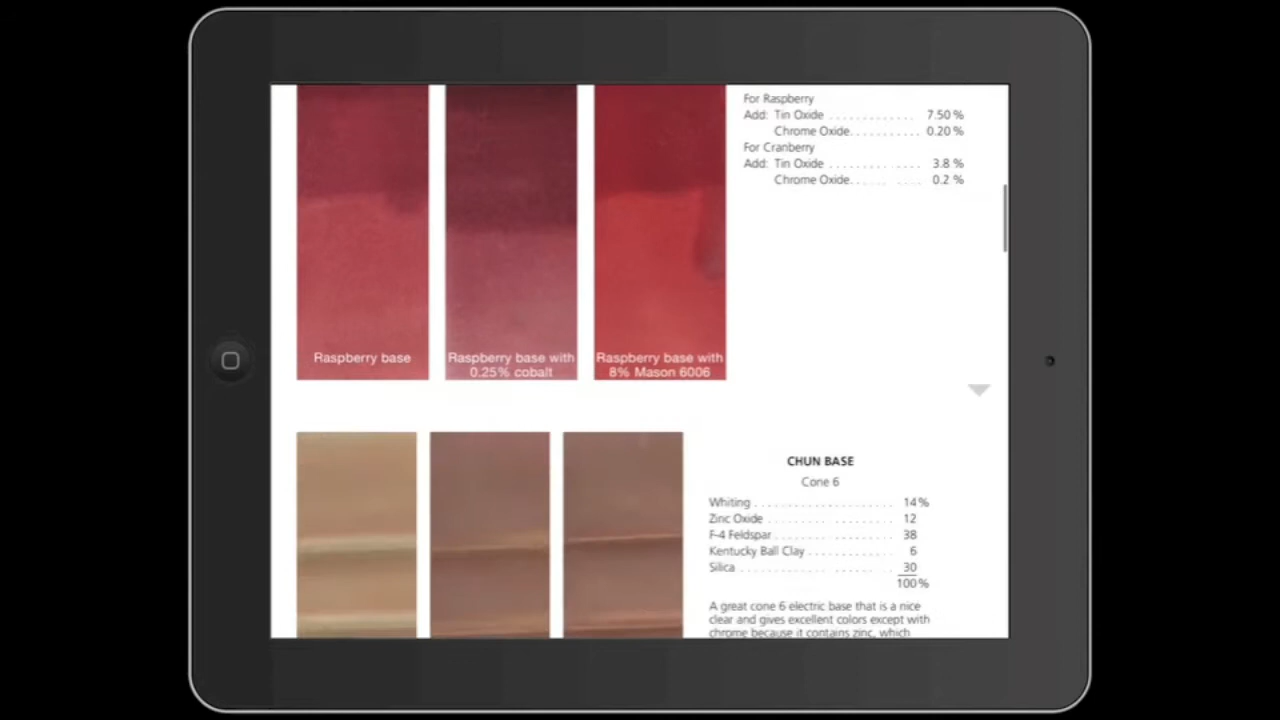 For Raspberry
Add: Tin Oxide . . . . . . . . . . . . . 7.50 %
Chrome Oxide. . . . . . . . . . 0.20 %
For Cranberry
Add: Tin Oxide . . . . . . . . . . . . . 3.8 %
Chrome Oxide. . . . . . . . . . 0.2 %
Raspberry base
Raspberry base with
0.25% cobalt
Raspberry base with
8% Mason 6006
CHUN BASE
Cone 6
Whiting . . . . . . . . . . . . . . . . . . . . . 14 %
Zinc Oxide . . . . . . . . . . . . . . . . . . . 12
F-4 Feldspar. . . . . . . . . . . . . . . . . . 38
Kentucky Ball Clay . . . . . . . . . . . . . 6
Silica . . . . . . . . . . . . . . . . . . . . . . . 30
100 %
A great cone 6 electric base that is a nice
clear and gives excellent colors except with
chrome because it contains zinc, which